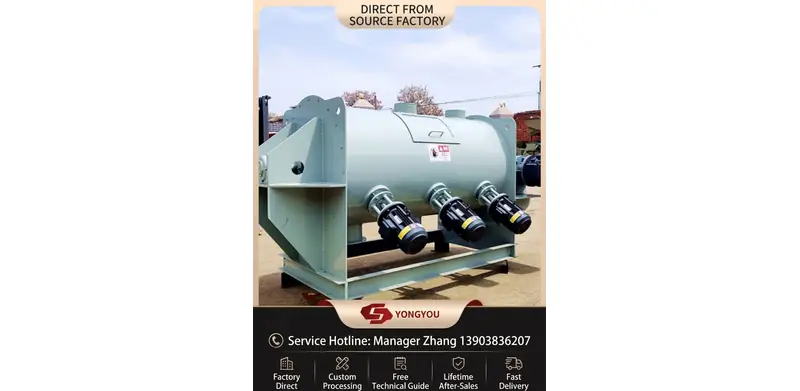 DIRECT FROM
SOURCE FACTORY
YONGYOU
Service Hotline: Manager Zhang 13903836207
Factory
Direct
Custom
Processing
Free
Technical Guide
Lifetime
After-Sales
Fast
Delivery